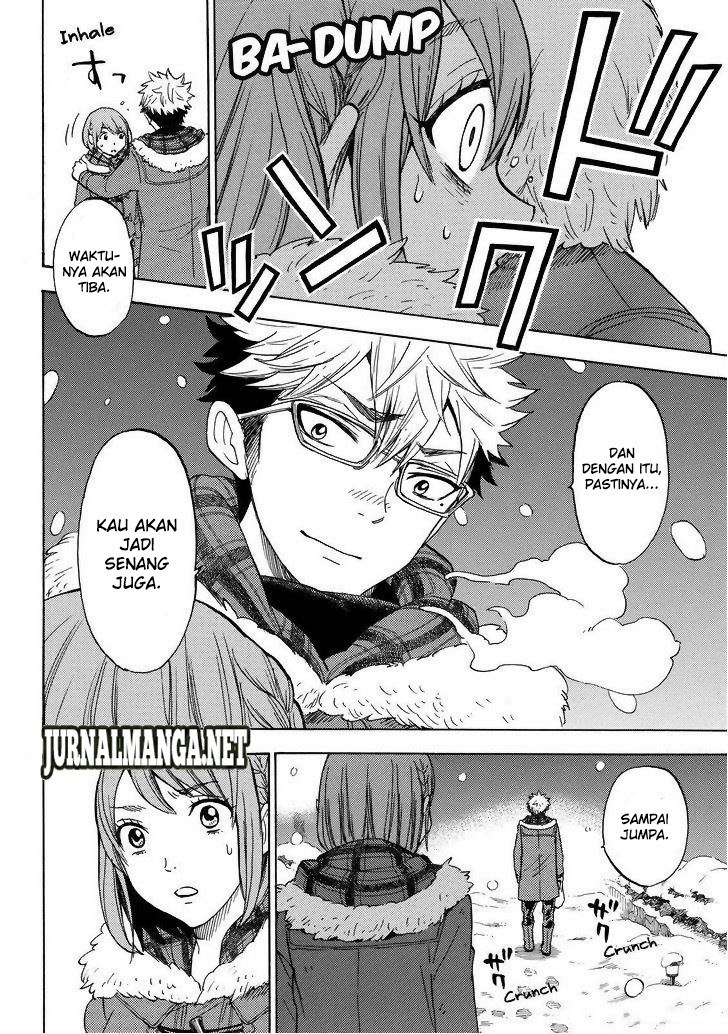 BA-DUMP
ドックン
Inhale
すっ
WAKTU-
NYA AKAN
TIBA.
DAN
DENGAN ITU,
PASTINYA...
KAU AKAN
JADI
SENANG
JUGA.
JURNALMANGA.NET
SAMPAI
JUMPA.
ザク
Crunch
ザク
Crunch